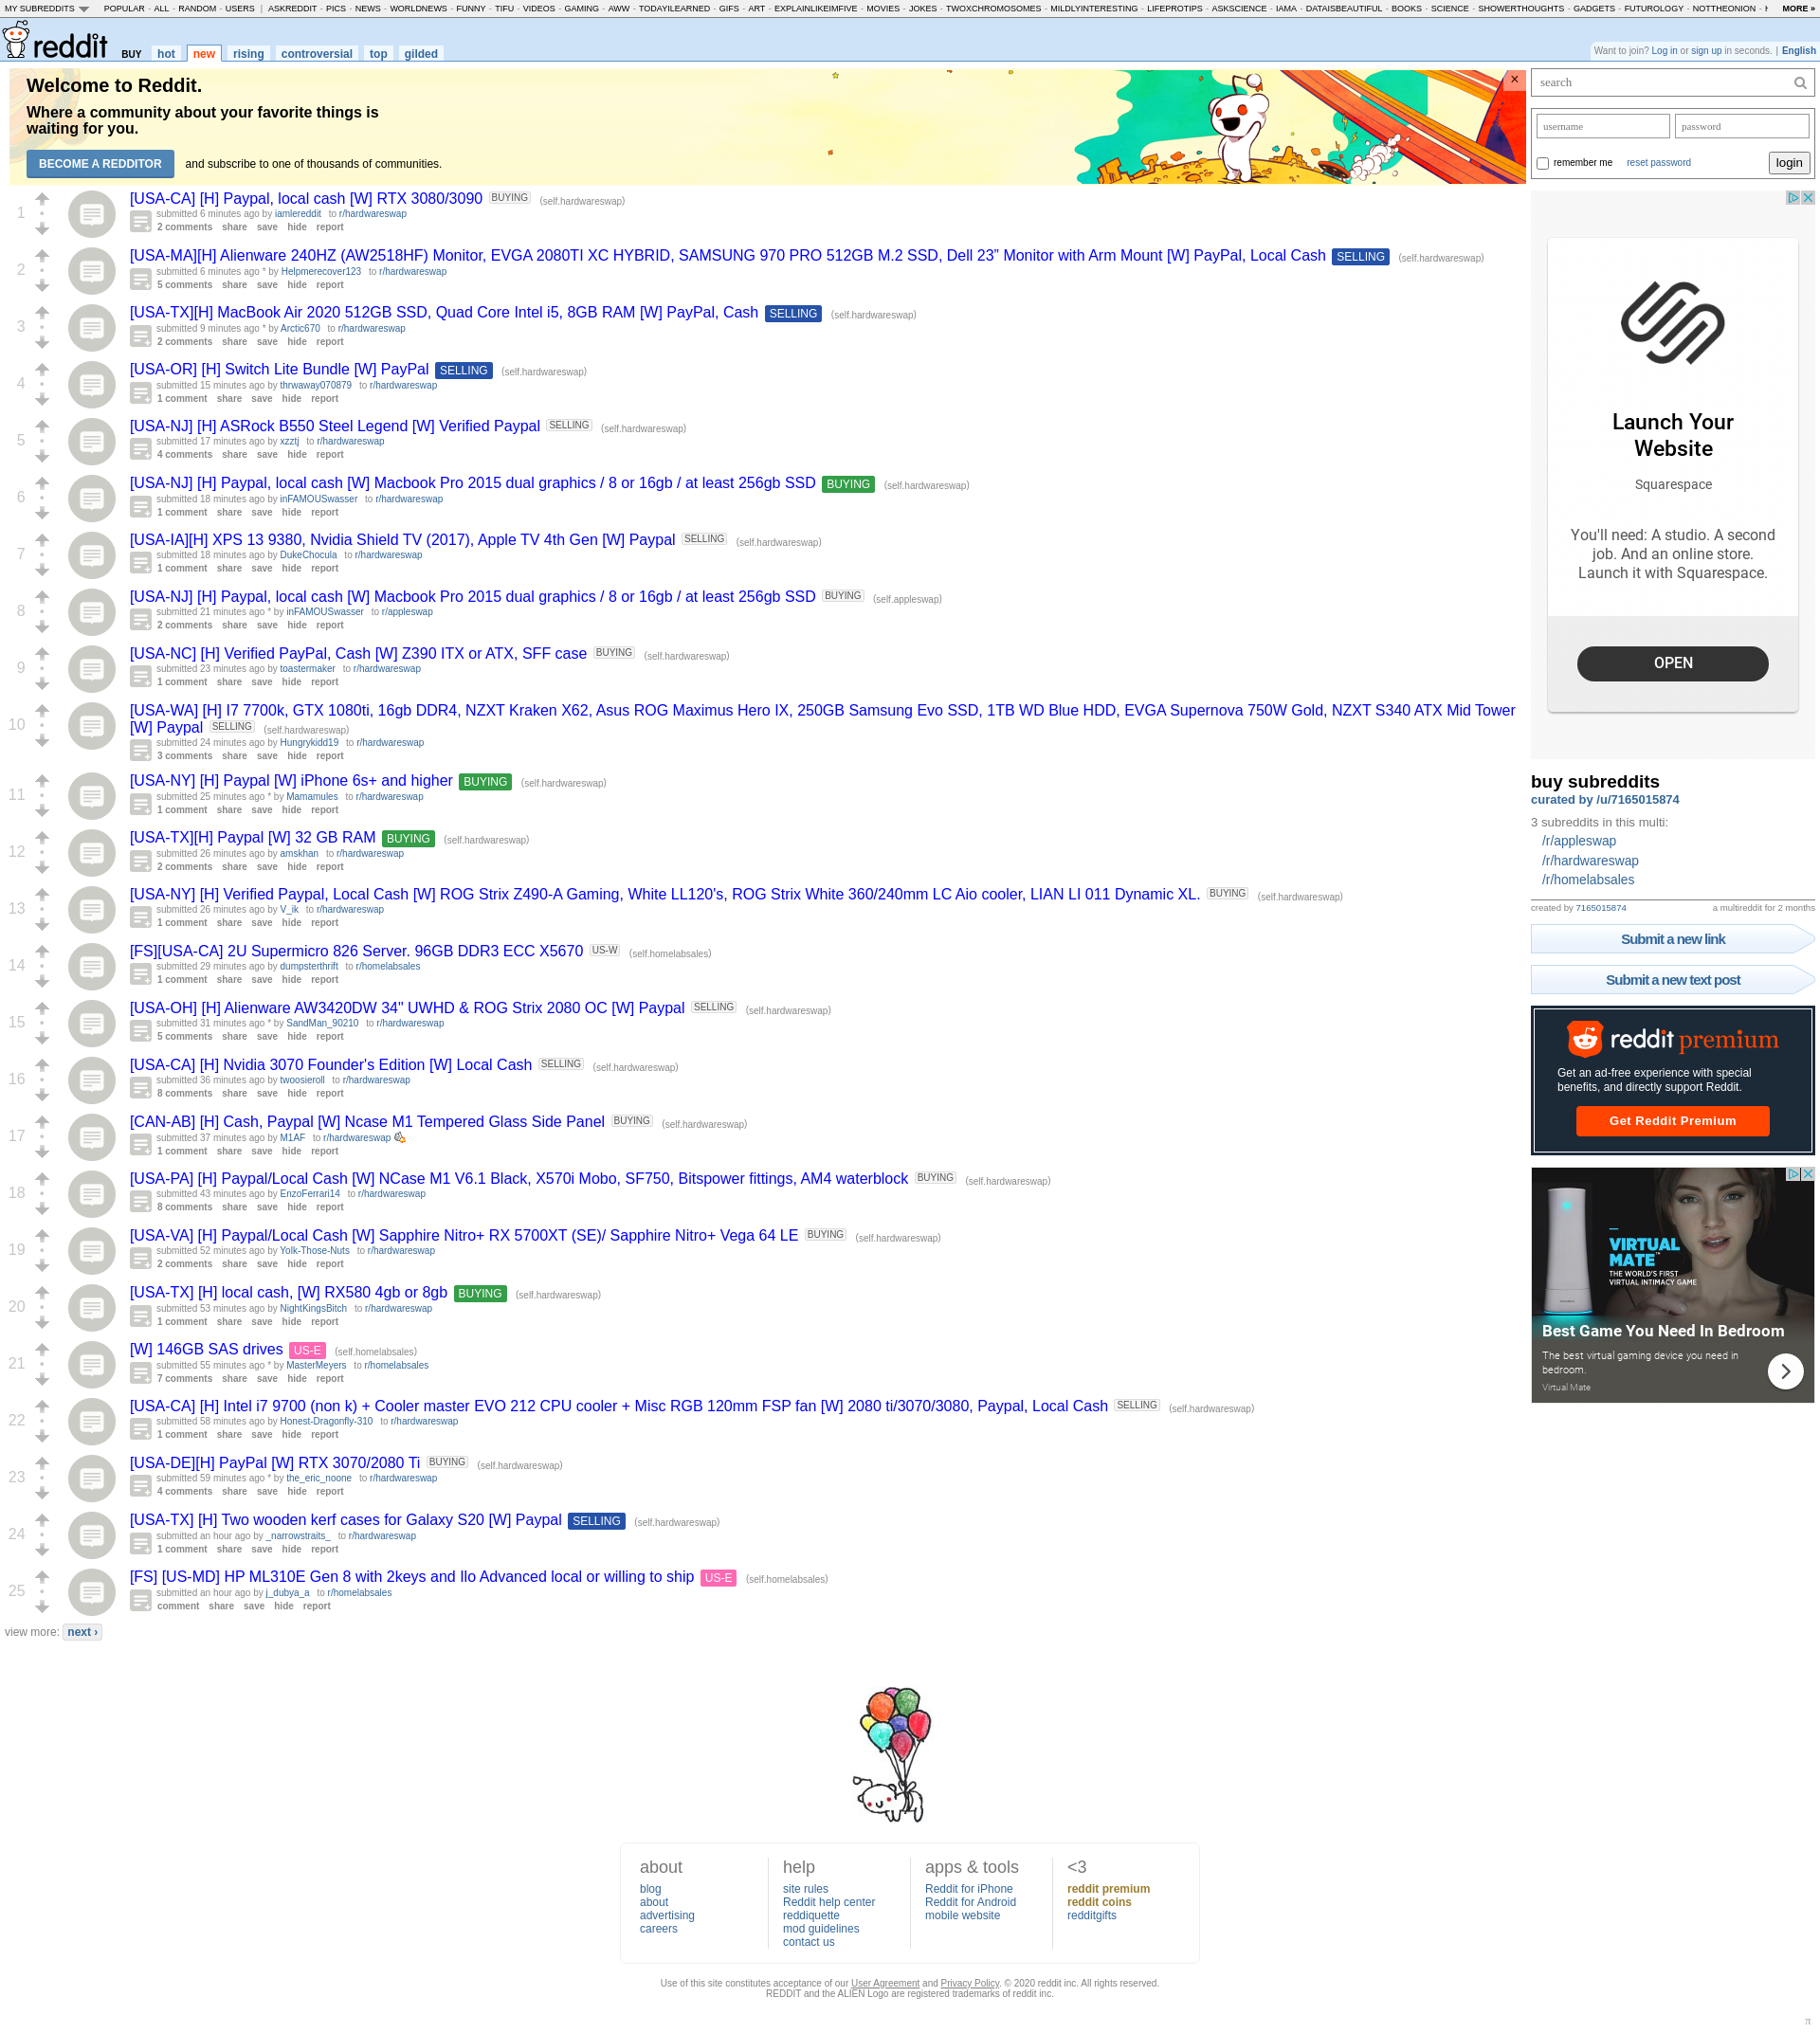 MY SUBREDDITS POPULAR - ALL - RANDOM - USERS | ASKREDDIT - PICS - NEWS - WORLDNEWS - FUNNY - TIFU - VIDEOS - GAMING - AWW - TODAYILEARNED - GIFS - ART - EXPLAINLIKEIMFIVE - MOVIES - JOKES - TWOXCHROMOSOMES - MILDLYINTERESTING - LIFEPROTIPS - ASKSCIENCE - IAMA - DATAISBEAUTIFUL - BOOKS - SCIENCE - SHOWERTHOUGHTS - GADGETS - FUTUROLOGY - NOTTHEONION - MORE »
reddit BUY hot new rising controversial top gilded
Want to join? Log in or sign up in seconds. | English
Welcome to Reddit.
Where a community about your favorite things is
waiting for you.
BECOME A REDDITOR and subscribe to one of thousands of communities.
×
1
[USA-CA] [H] Paypal, local cash [W] RTX 3080/3090 BUYING (self.hardwareswap)
submitted 6 minutes ago by iamlereddit to r/hardwareswap
2 comments share save hide report
2
[USA-MA][H] Alienware 240HZ (AW2518HF) Monitor, EVGA 2080TI XC HYBRID, SAMSUNG 970 PRO 512GB M.2 SSD, Dell 23” Monitor with Arm Mount [W] PayPal, Local Cash SELLING (self.hardwareswap)
submitted 6 minutes ago * by Helpmerecover123 to r/hardwareswap
5 comments share save hide report
3
[USA-TX][H] MacBook Air 2020 512GB SSD, Quad Core Intel i5, 8GB RAM [W] PayPal, Cash SELLING (self.hardwareswap)
submitted 9 minutes ago * by Arctic670 to r/hardwareswap
2 comments share save hide report
4
[USA-OR] [H] Switch Lite Bundle [W] PayPal SELLING (self.hardwareswap)
submitted 15 minutes ago by thrwaway070879 to r/hardwareswap
1 comment share save hide report
5
[USA-NJ] [H] ASRock B550 Steel Legend [W] Verified Paypal SELLING (self.hardwareswap)
submitted 17 minutes ago by xzztj to r/hardwareswap
4 comments share save hide report
6
[USA-NJ] [H] Paypal, local cash [W] Macbook Pro 2015 dual graphics / 8 or 16gb / at least 256gb SSD BUYING (self.hardwareswap)
submitted 18 minutes ago by inFAMOUSwasser to r/hardwareswap
1 comment share save hide report
7
[USA-IA][H] XPS 13 9380, Nvidia Shield TV (2017), Apple TV 4th Gen [W] Paypal SELLING (self.hardwareswap)
submitted 18 minutes ago by DukeChocula to r/hardwareswap
1 comment share save hide report
8
[USA-NJ] [H] Paypal, local cash [W] Macbook Pro 2015 dual graphics / 8 or 16gb / at least 256gb SSD BUYING (self.appleswap)
submitted 21 minutes ago * by inFAMOUSwasser to r/appleswap
2 comments share save hide report
9
[USA-NC] [H] Verified PayPal, Cash [W] Z390 ITX or ATX, SFF case BUYING (self.hardwareswap)
submitted 23 minutes ago by toastermaker to r/hardwareswap
1 comment share save hide report
10
[USA-WA] [H] I7 7700k, GTX 1080ti, 16gb DDR4, NZXT Kraken X62, Asus ROG Maximus Hero IX, 250GB Samsung Evo SSD, 1TB WD Blue HDD, EVGA Supernova 750W Gold, NZXT S340 ATX Mid Tower
[W] Paypal SELLING (self.hardwareswap)
submitted 24 minutes ago by Hungrykidd19 to r/hardwareswap
3 comments share save hide report
11
[USA-NY] [H] Paypal [W] iPhone 6s+ and higher BUYING (self.hardwareswap)
submitted 25 minutes ago * by Mamamules to r/hardwareswap
1 comment share save hide report
12
[USA-TX][H] Paypal [W] 32 GB RAM BUYING (self.hardwareswap)
submitted 26 minutes ago by amskhan to r/hardwareswap
2 comments share save hide report
13
[USA-NY] [H] Verified Paypal, Local Cash [W] ROG Strix Z490-A Gaming, White LL120's, ROG Strix White 360/240mm LC Aio cooler, LIAN LI 011 Dynamic XL. BUYING (self.hardwareswap)
submitted 26 minutes ago by V_ik to r/hardwareswap
1 comment share save hide report
14
[FS][USA-CA] 2U Supermicro 826 Server. 96GB DDR3 ECC X5670 US-W (self.homelabsales)
submitted 29 minutes ago by dumpsterthrift to r/homelabsales
1 comment share save hide report
15
[USA-OH] [H] Alienware AW3420DW 34" UWHD & ROG Strix 2080 OC [W] Paypal SELLING (self.hardwareswap)
submitted 31 minutes ago * by SandMan_90210 to r/hardwareswap
5 comments share save hide report
16
[USA-CA] [H] Nvidia 3070 Founder's Edition [W] Local Cash SELLING (self.hardwareswap)
submitted 36 minutes ago by twoosieroll to r/hardwareswap
8 comments share save hide report
17
[CAN-AB] [H] Cash, Paypal [W] Ncase M1 Tempered Glass Side Panel BUYING (self.hardwareswap)
submitted 37 minutes ago by M1AF to r/hardwareswap
1 comment share save hide report
18
[USA-PA] [H] Paypal/Local Cash [W] NCase M1 V6.1 Black, X570i Mobo, SF750, Bitspower fittings, AM4 waterblock BUYING (self.hardwareswap)
submitted 43 minutes ago by EnzoFerrari14 to r/hardwareswap
8 comments share save hide report
19
[USA-VA] [H] Paypal/Local Cash [W] Sapphire Nitro+ RX 5700XT (SE)/ Sapphire Nitro+ Vega 64 LE BUYING (self.hardwareswap)
submitted 52 minutes ago by Yolk-Those-Nuts to r/hardwareswap
2 comments share save hide report
20
[USA-TX] [H] local cash, [W] RX580 4gb or 8gb BUYING (self.hardwareswap)
submitted 53 minutes ago by NightKingsBitch to r/hardwareswap
1 comment share save hide report
21
[W] 146GB SAS drives US-E (self.homelabsales)
submitted 55 minutes ago * by MasterMeyers to r/homelabsales
7 comments share save hide report
22
[USA-CA] [H] Intel i7 9700 (non k) + Cooler master EVO 212 CPU cooler + Misc RGB 120mm FSP fan [W] 2080 ti/3070/3080, Paypal, Local Cash SELLING (self.hardwareswap)
submitted 58 minutes ago by Honest-Dragonfly-310 to r/hardwareswap
1 comment share save hide report
23
[USA-DE][H] PayPal [W] RTX 3070/2080 Ti BUYING (self.hardwareswap)
submitted 59 minutes ago * by the_eric_noone to r/hardwareswap
4 comments share save hide report
24
[USA-TX] [H] Two wooden kerf cases for Galaxy S20 [W] Paypal SELLING (self.hardwareswap)
submitted an hour ago by _narrowstraits_ to r/hardwareswap
1 comment share save hide report
25
[FS] [US-MD] HP ML310E Gen 8 with 2keys and Ilo Advanced local or willing to ship US-E (self.homelabsales)
submitted an hour ago by j_dubya_a to r/homelabsales
comment share save hide report
view more: next ›
search
username password
remember me reset password login
Launch Your
Website
Squarespace
You'll need: A studio. A second
job. And an online store.
Launch it with Squarespace.
OPEN
buy subreddits
curated by /u/7165015874
3 subreddits in this multi:
/r/appleswap
/r/hardwareswap
/r/homelabsales
created by 7165015874 a multireddit for 2 months
Submit a new link
Submit a new text post
reddit premium
Get an ad-free experience with special
benefits, and directly support Reddit.
Get Reddit Premium
VIRTUAL
MATE™
THE WORLD'S FIRST
VIRTUAL INTIMACY GAME
Best Game You Need In Bedroom
The best virtual gaming device you need in
bedroom.
Virtual Mate
about
blog
about
advertising
careers
help
site rules
Reddit help center
reddiquette
mod guidelines
contact us
apps & tools
Reddit for iPhone
Reddit for Android
mobile website
<3
reddit premium
reddit coins
redditgifts
Use of this site constitutes acceptance of our User Agreement and Privacy Policy. © 2020 reddit inc. All rights reserved.
REDDIT and the ALIEN Logo are registered trademarks of reddit inc.
π